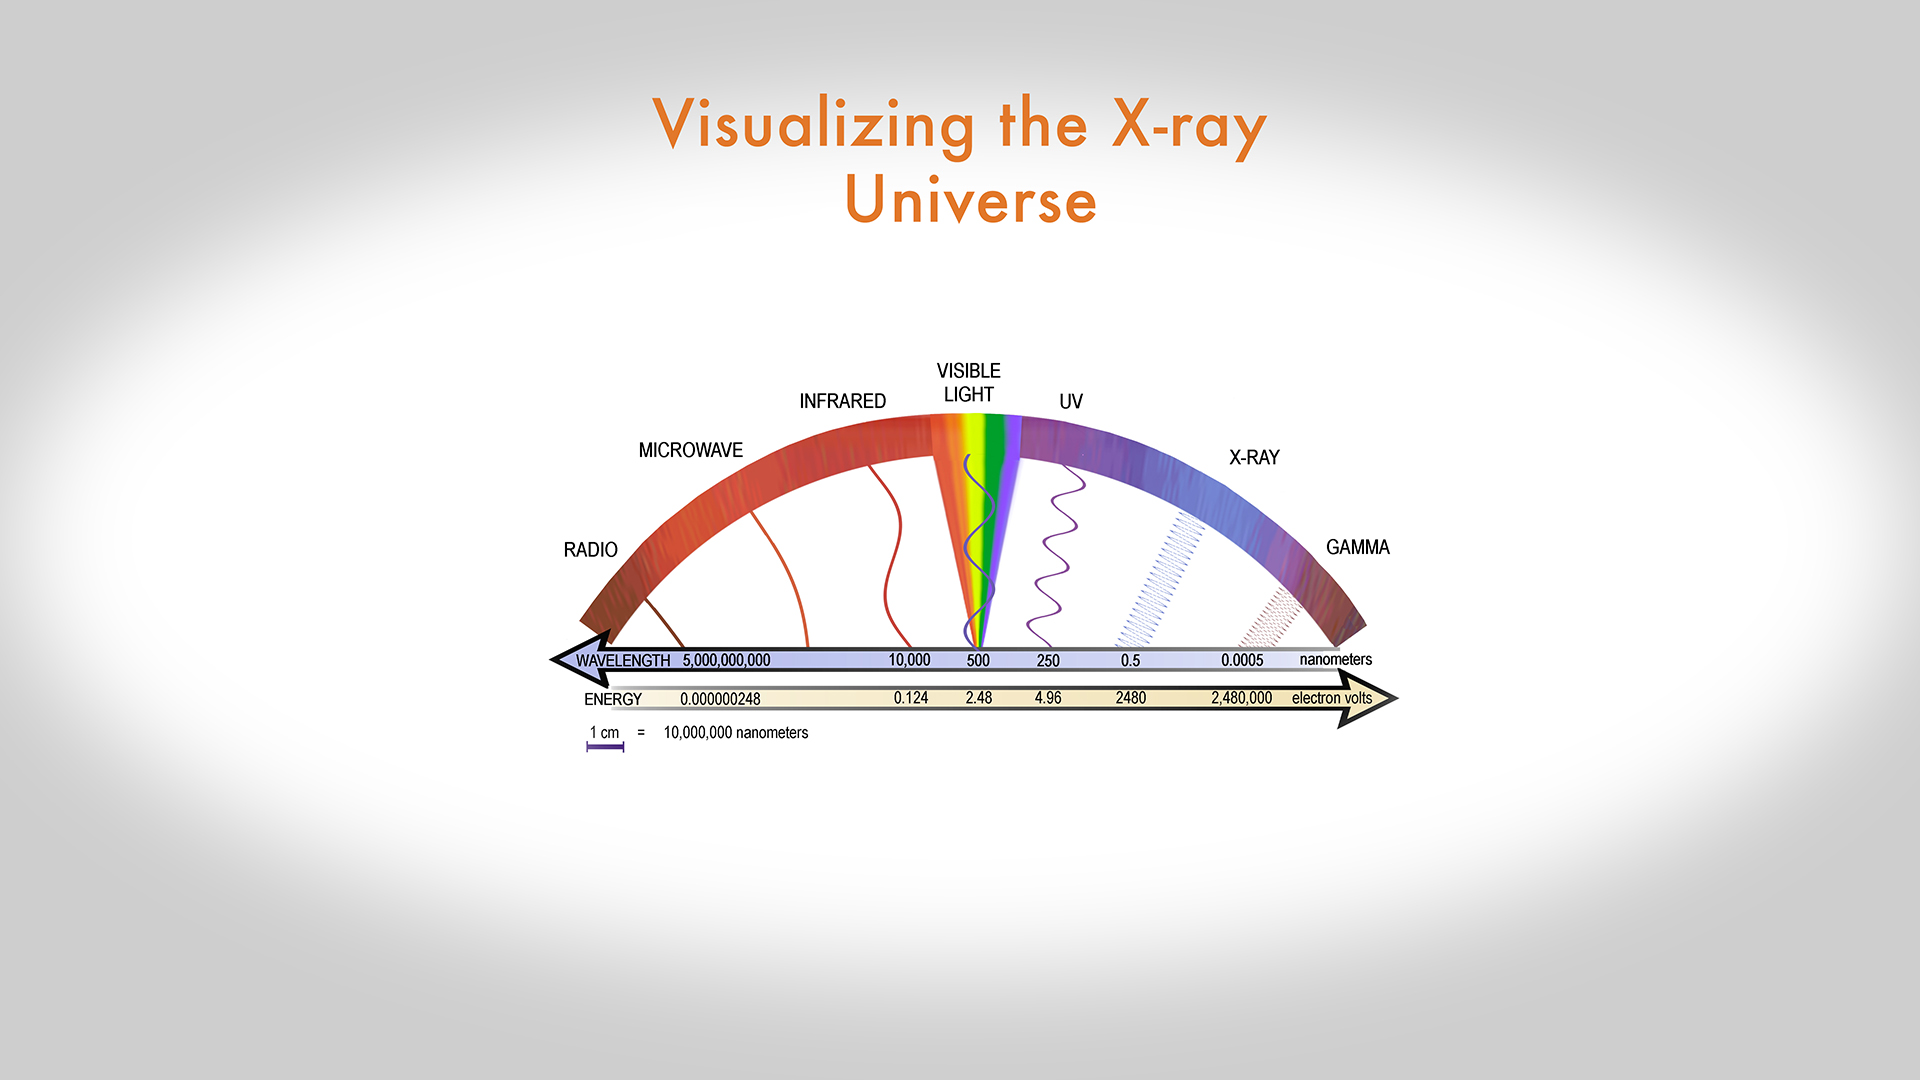 Visualizing the X-ray
Universe
VISIBLE
LIGHT
INFRARED
UV
MICROWAVE
X-RAY
RADIO
GAMMA
WAVELENGTH 5,000,000,000 10,000 500 250 0.5 0.0005 nanometers
ENERGY 0.000000248 0.124 2.48 4.96 2480 2,480,000 electron volts
1 cm = 10,000,000 nanometers